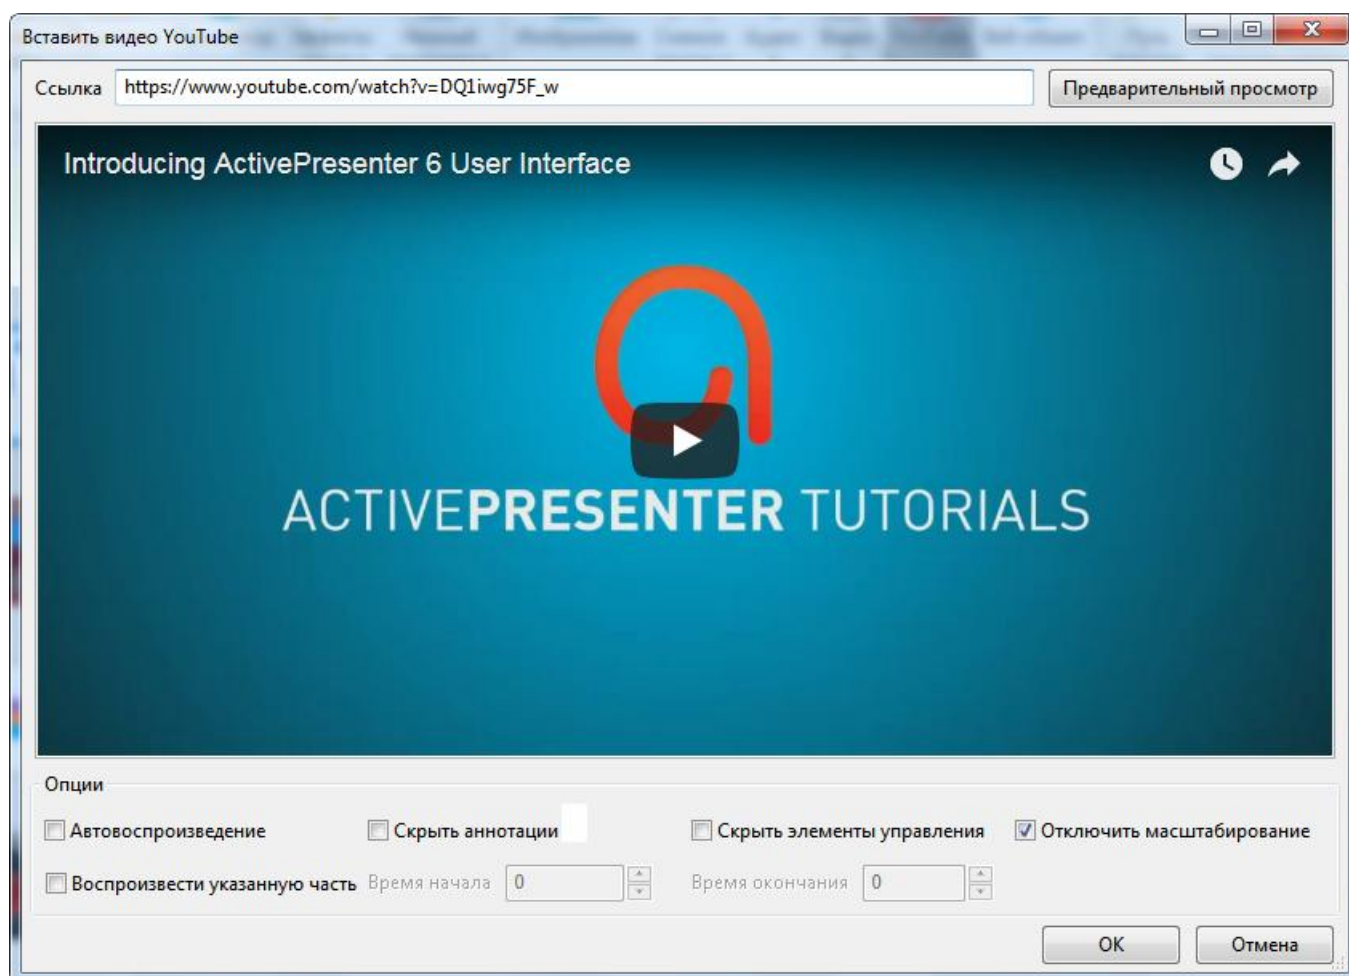 Вставить видео YouTube
Ссылка https://www.youtube.com/watch?v=DQ1iwg75F_w Предварительный просмотр
Introducing ActivePresenter 6 User Interface
ACTIVEPRESENTER TUTORIALS
Опции
Автовоспроизведение Скрыть аннотации Скрыть элементы управления Отключить масштабирование
Воспроизвести указанную часть Время начала 0 Время окончания 0
OK Отмена